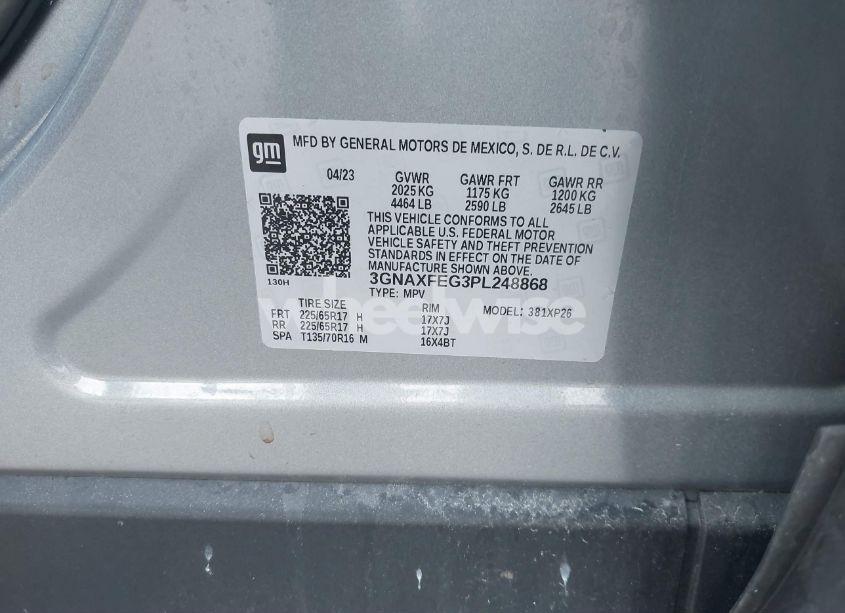 gm MFD BY GENERAL MOTORS DE MEXICO, S. DE R.L. DE C.V.
04/23 GVWR GAWR FRT GAWR RR
2025 KG 1175 KG 1200 KG
4464 LB 2590 LB 2645 LB
THIS VEHICLE CONFORMS TO ALL
APPLICABLE U.S. FEDERAL MOTOR
VEHICLE SAFETY AND THEFT PREVENTION
STANDARDS IN EFFECT ON THE DATE OF
MANUFACTURE SHOWN ABOVE.
130H 3GNAXFEG3PL248868
TYPE: MPV
TIRE SIZE RIM MODEL: 381XP26
FRT 225/65R17 H 17X7J
RR 225/65R17 H 17X7J
SPA T135/70R16 M 16X4BT
wheelwise